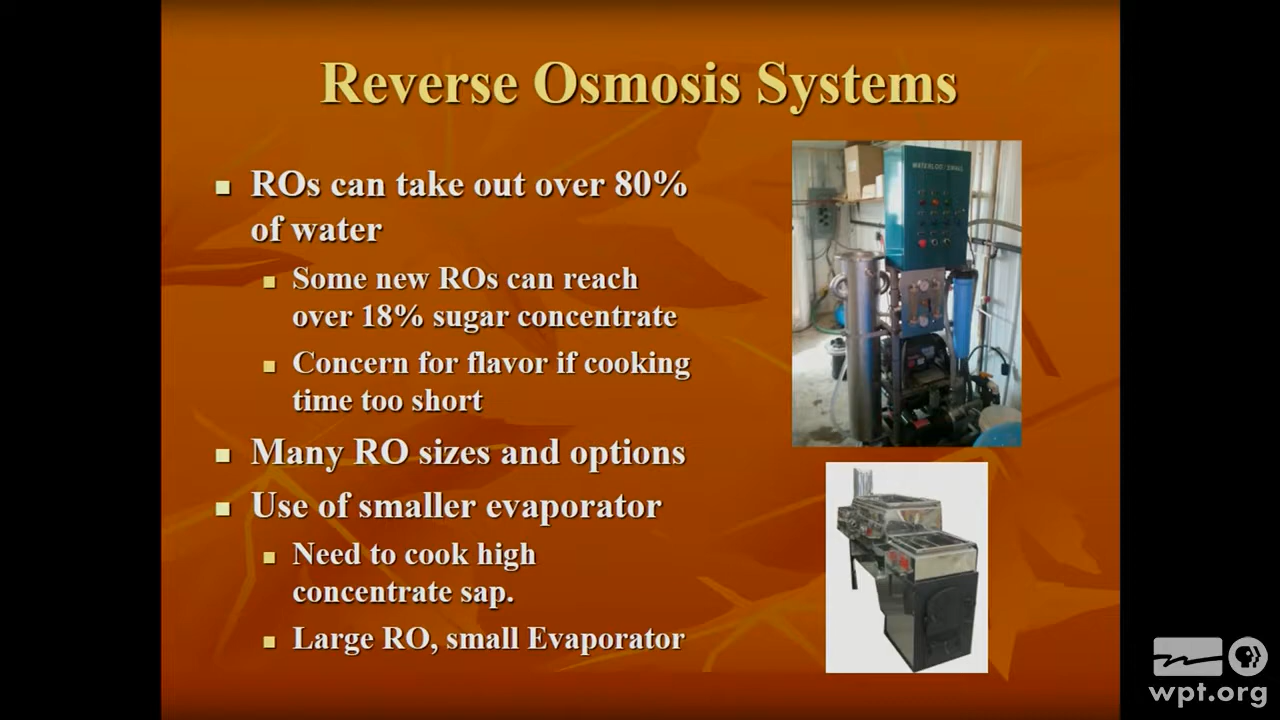 Reverse Osmosis Systems
ROs can take out over 80%
of water
Some new ROs can reach
over 18% sugar concentrate
Concern for flavor if cooking
time too short
Many RO sizes and options
Use of smaller evaporator
Need to cook high
concentrate sap.
Large RO, small Evaporator
WATERLOO / SMALL
wpt.org